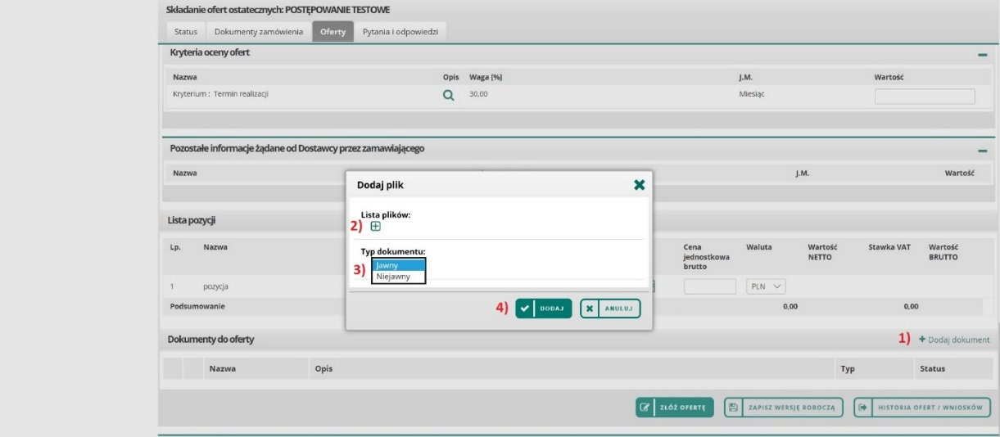 Składanie ofert ostatecznych: POSTĘPOWANIE TESTOWE
Status Dokumenty zamówienia Oferty Pytania i odpowiedzi
Kryteria oceny ofert
Nazwa Opis Waga [%] J.M. Wartość
Kryterium : Termin realizacji 30,00 Miesiąc
Pozostałe informacje żądane od Dostawcy przez zamawiającego
Nazwa J.M. Wartość
Dodaj plik
Lista plików:
2)
Typ dokumentu:
3) Jawny
Niejawny
4) DODAJ ANULUJ
Lista pozycji
Lp. Nazwa Cena jednostkowa brutto Waluta Wartość NETTO Stawka VAT Wartość BRUTTO
1 pozycja PLN
Podsumowanie 0,00 0,00
Dokumenty do oferty 1) + Dodaj dokument
Nazwa Opis Typ Status
ZŁÓŻ OFERTĘ ZAPISZ WERSJĘ ROBOCZĄ HISTORIA OFERT / WNIOSKÓW